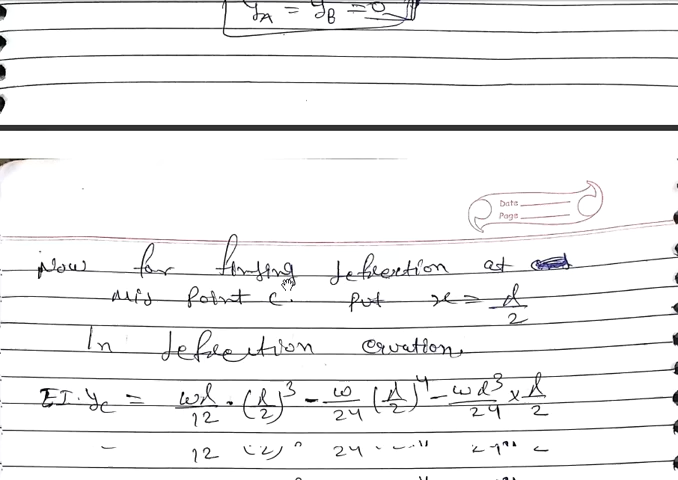 yA = yB = 0
Date
Page
Now for finding deflection at
mid point C. Put x = l/2
In deflection equation,
EI.yc = wl/12 . (l/2)^3 - w/24 (l/2)^4 - wl^3/24 × l/2